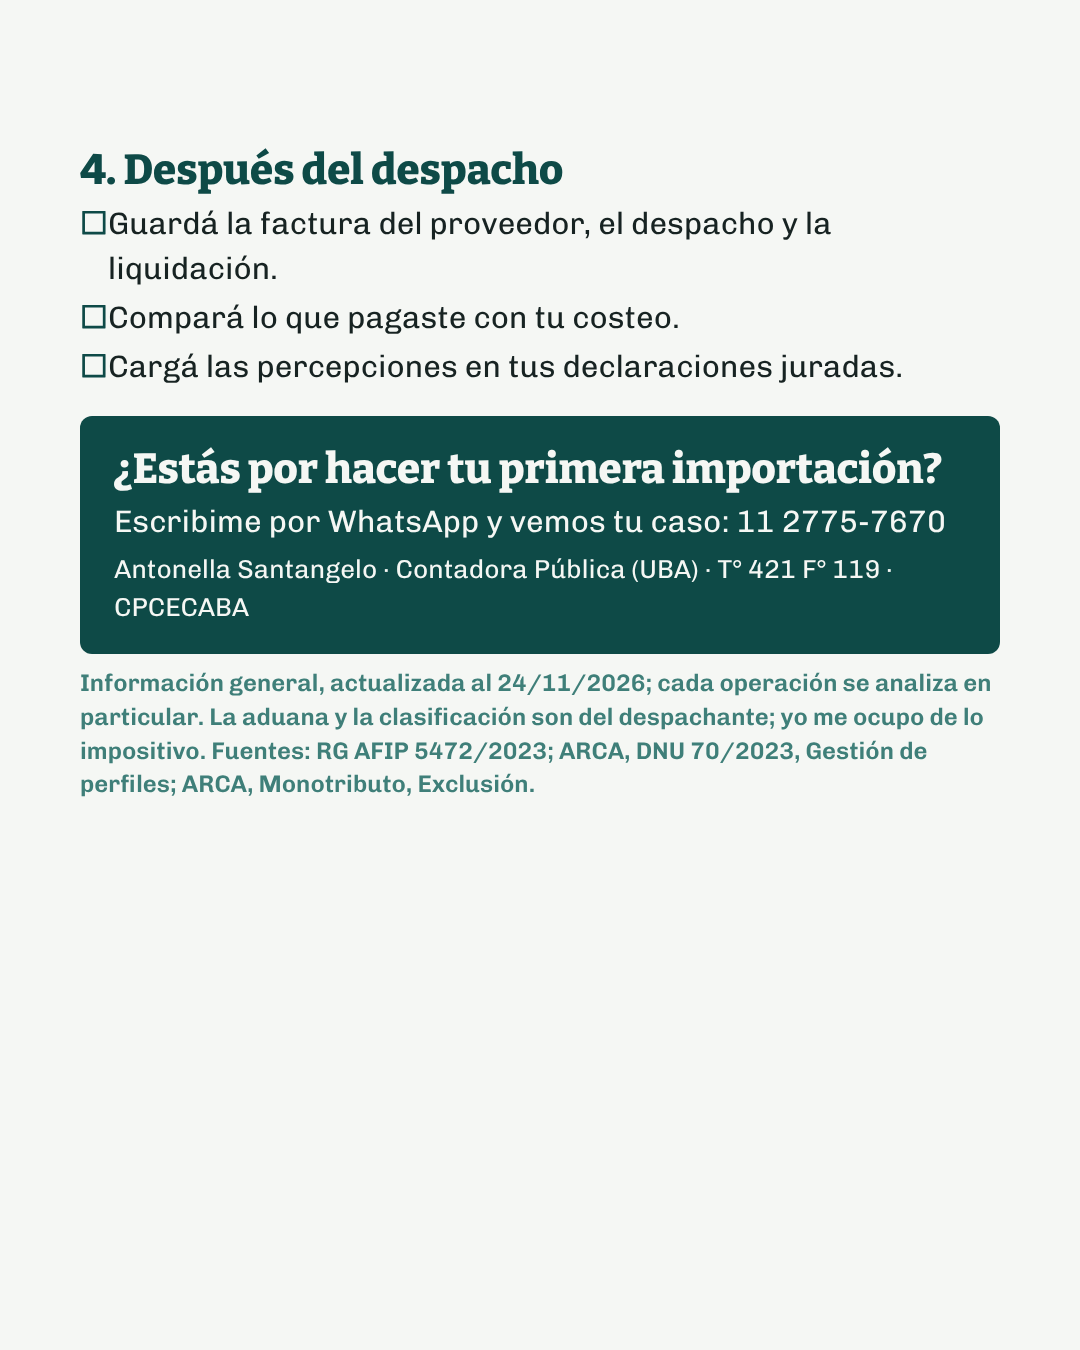 4. Después del despacho
☐Guardá la factura del proveedor, el despacho y la
liquidación.
☐Compará lo que pagaste con tu costeo.
☐Cargá las percepciones en tus declaraciones juradas.
¿Estás por hacer tu primera importación?
Escribime por WhatsApp y vemos tu caso: 11 2775-7670
Antonella Santangelo · Contadora Pública (UBA) · T° 421 F° 119 ·
CPCECABA
Información general, actualizada al 24/11/2026; cada operación se analiza en
particular. La aduana y la clasificación son del despachante; yo me ocupo de lo
impositivo. Fuentes: RG AFIP 5472/2023; ARCA, DNU 70/2023, Gestión de
perfiles; ARCA, Monotributo, Exclusión.